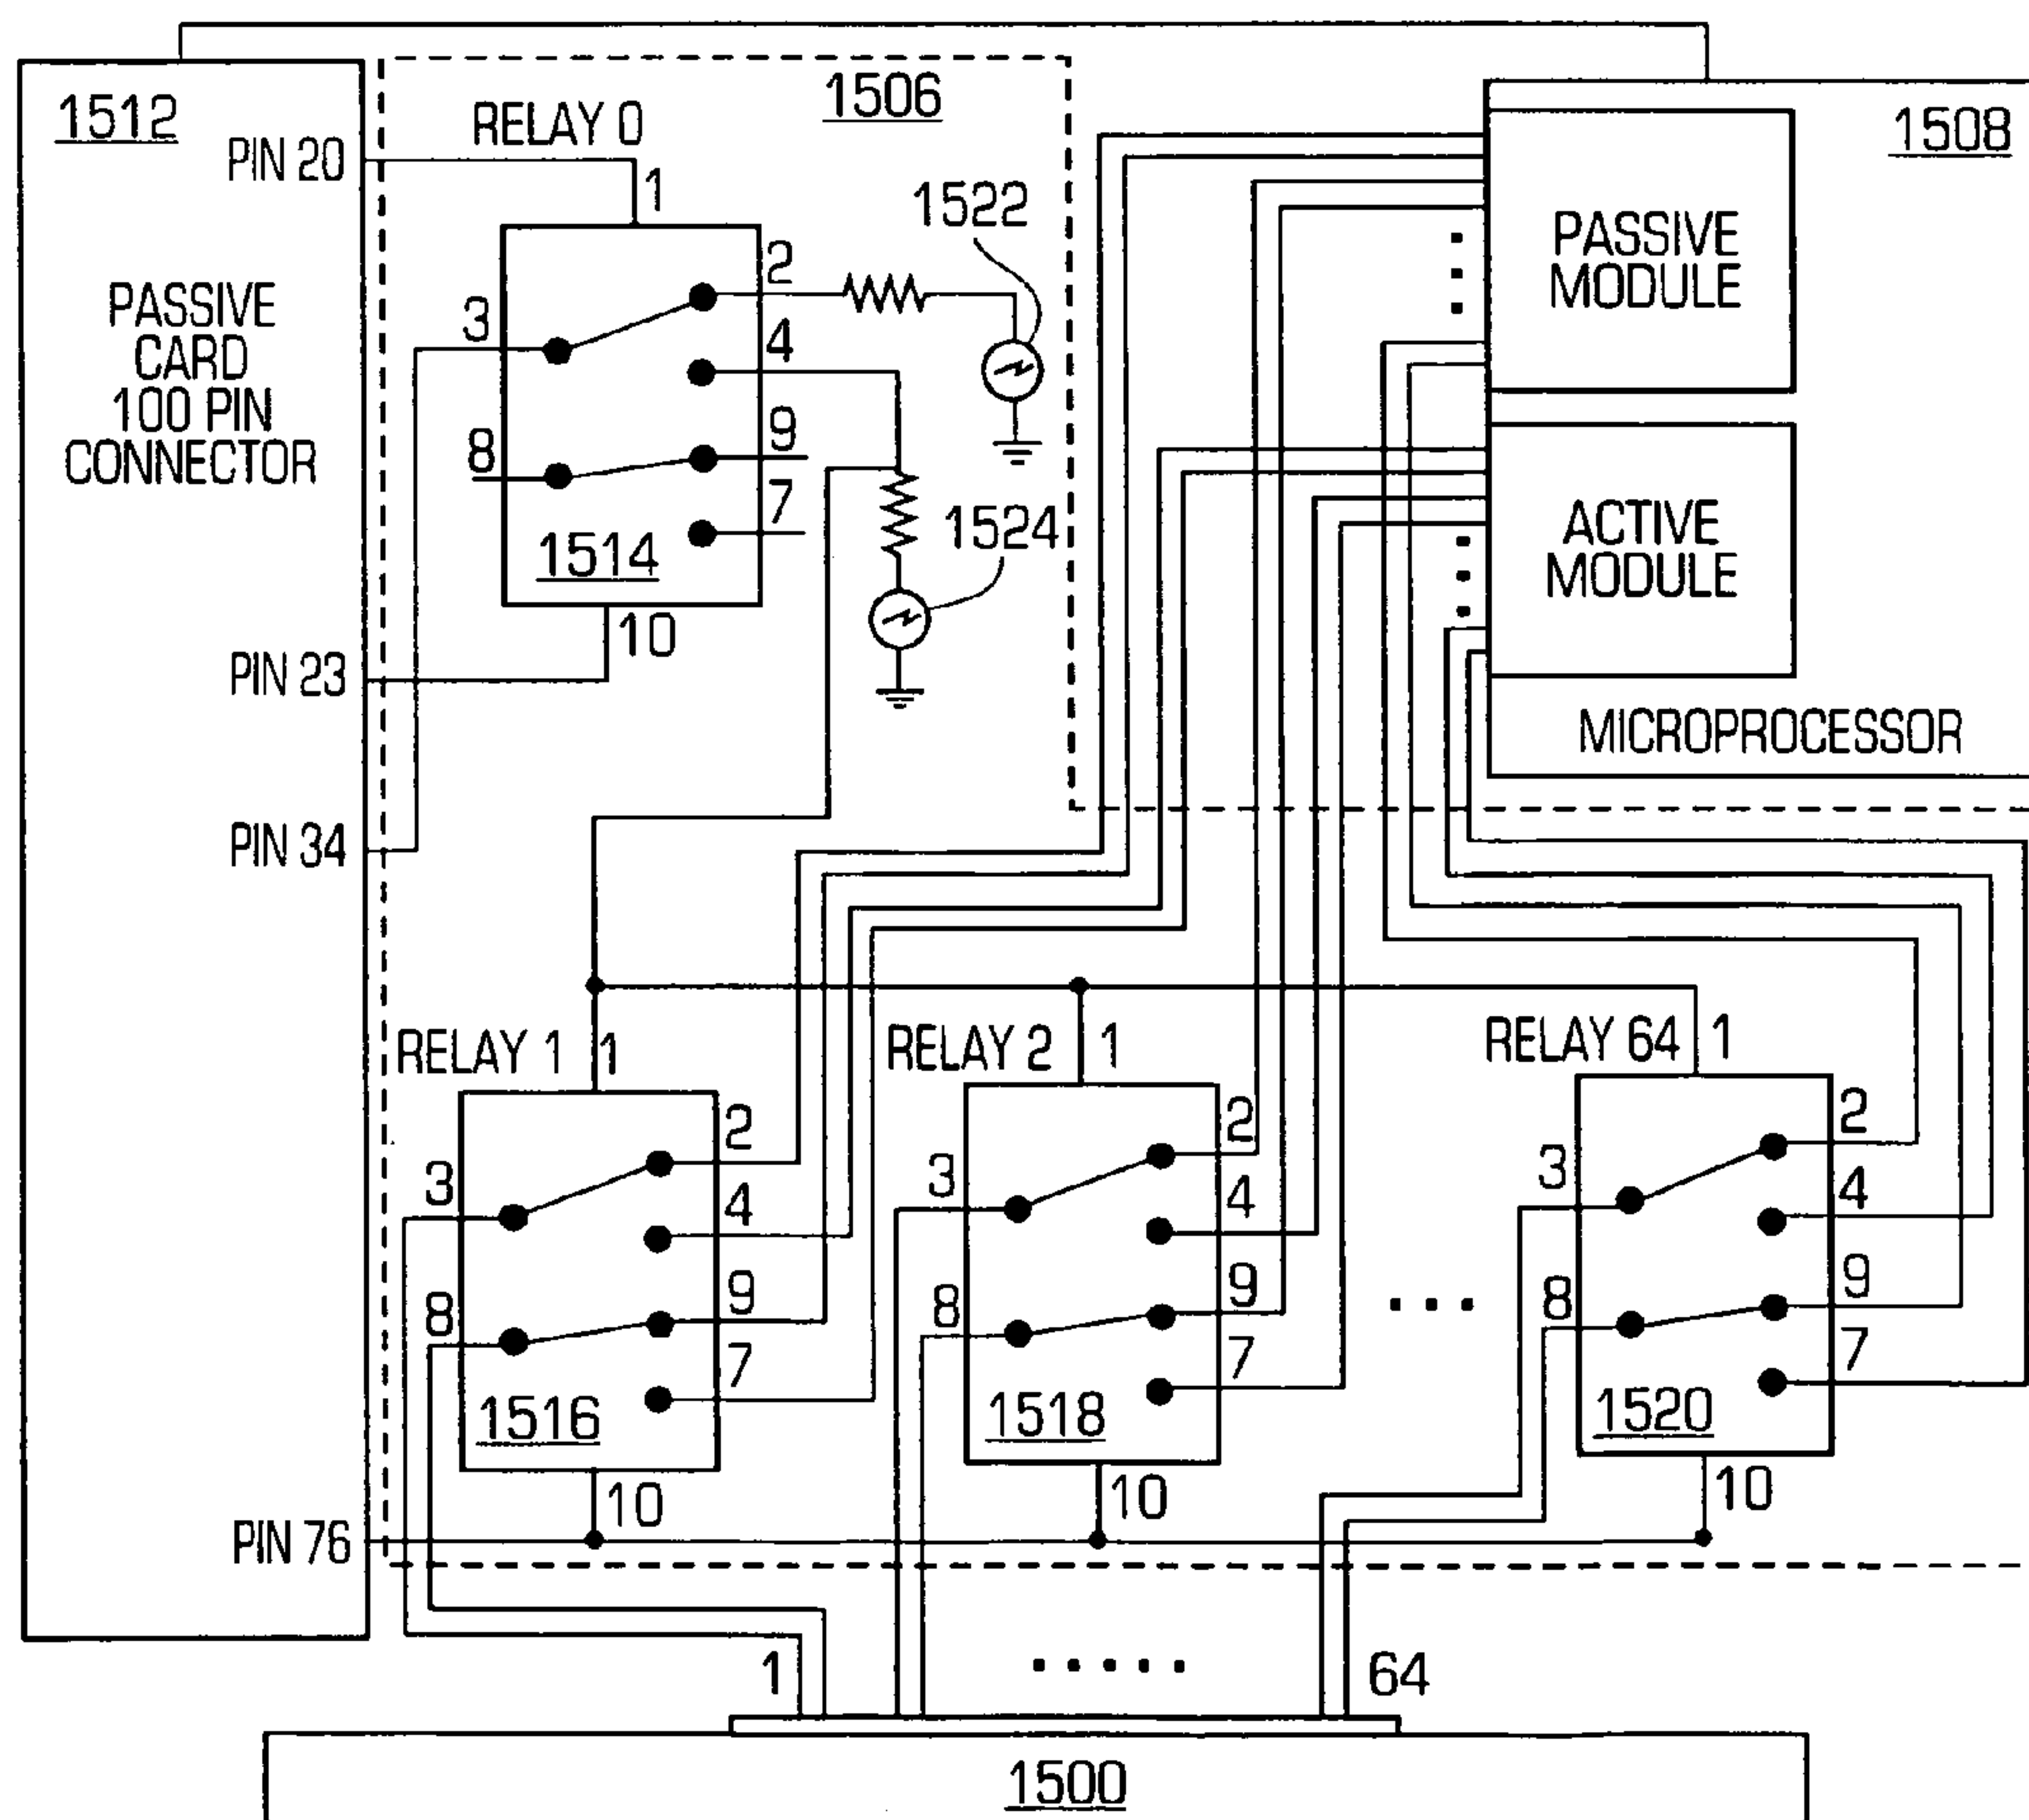 1512
PASSIVE
CARD
100 PIN
CONNECTOR
PIN 20
PIN 23
PIN 34
PIN 76
1506
RELAY 0
1
2
3
4
8
9
7
1514
10
1522
1524
1508
PASSIVE
MODULE
ACTIVE
MODULE
MICROPROCESSOR
RELAY 1
1
2
3
4
8
9
7
1516
10
RELAY 2
1
2
3
4
8
9
7
1518
10
RELAY 64
1
2
3
4
8
9
7
1520
10
1
64
1500